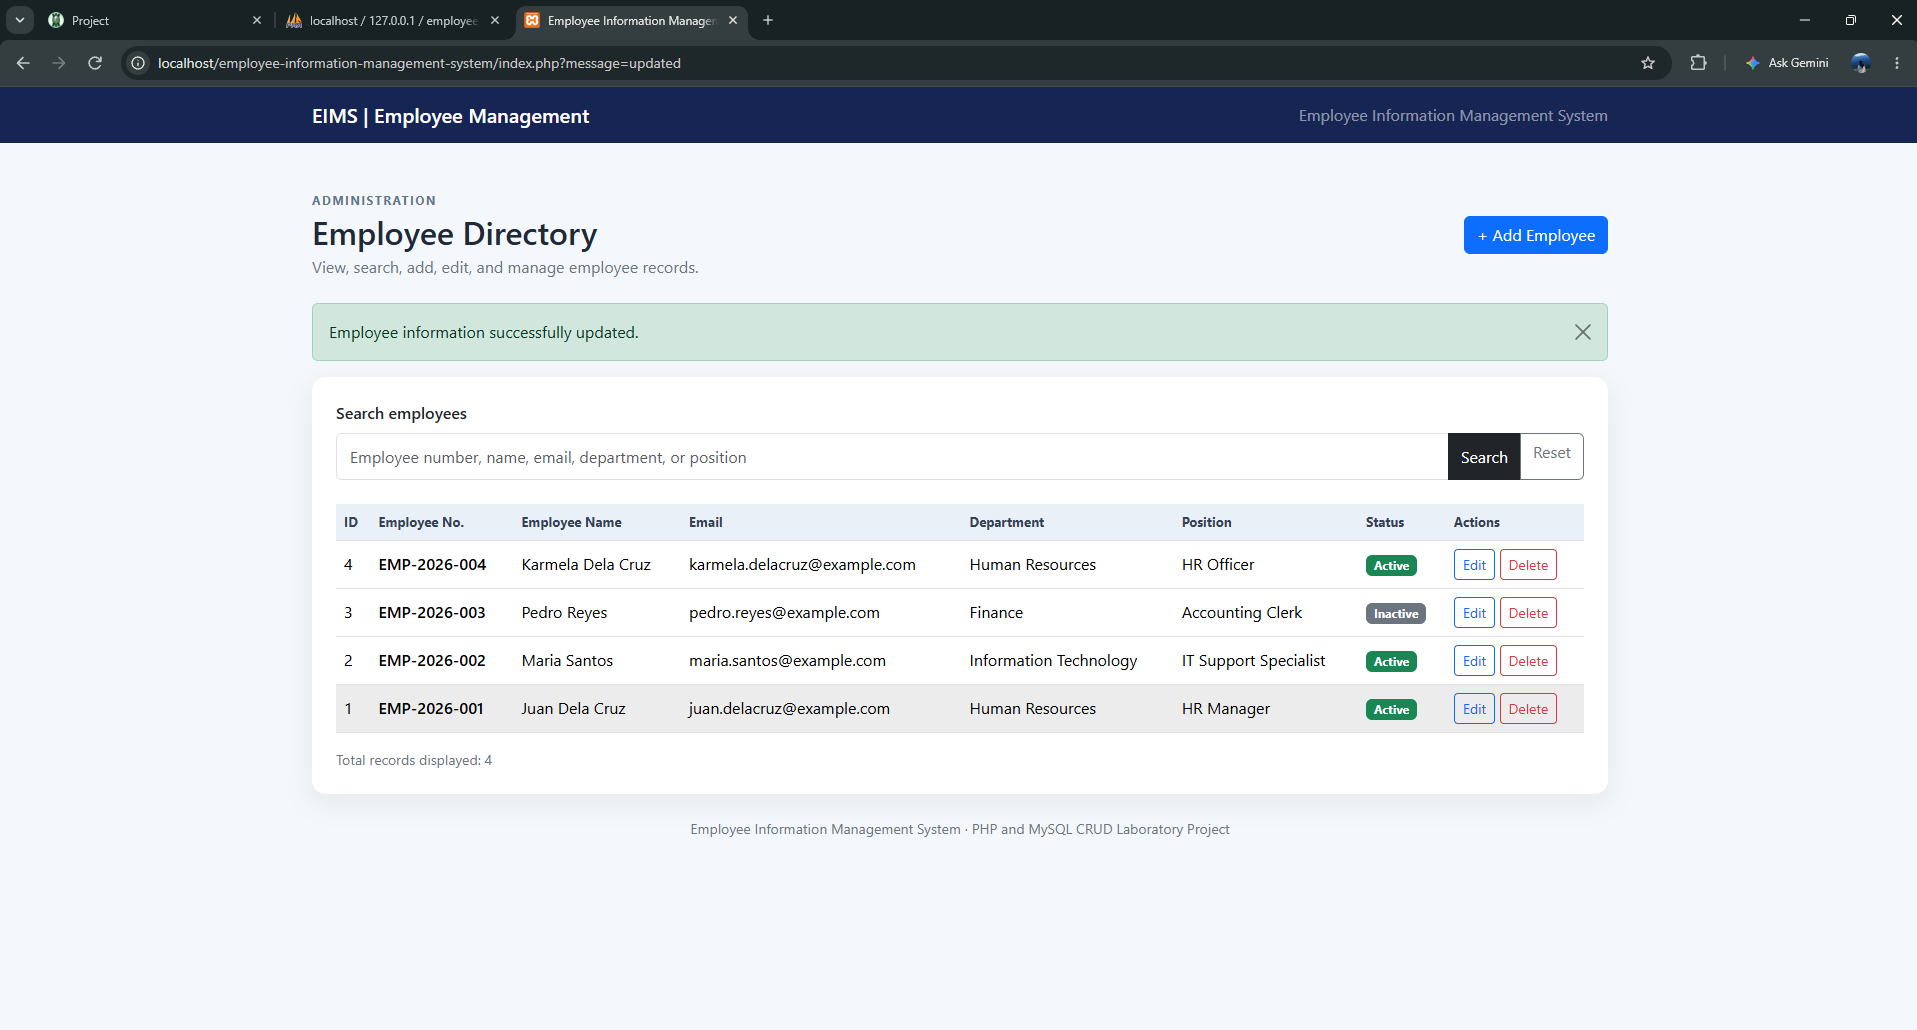 Project
localhost / 127.0.0.1 / employee
Employee Information Manager
localhost/employee-information-management-system/index.php?message=updated
Ask Gemini
EIMS | Employee Management
Employee Information Management System
ADMINISTRATION
Employee Directory
+ Add Employee
View, search, add, edit, and manage employee records.
Employee information successfully updated.
Search employees
Employee number, name, email, department, or position
Search
Reset
ID Employee No. Employee Name Email Department Position Status Actions
4 EMP-2026-004 Karmela Dela Cruz karmela.delacruz@example.com Human Resources HR Officer Active Edit Delete
3 EMP-2026-003 Pedro Reyes pedro.reyes@example.com Finance Accounting Clerk Inactive Edit Delete
2 EMP-2026-002 Maria Santos maria.santos@example.com Information Technology IT Support Specialist Active Edit Delete
1 EMP-2026-001 Juan Dela Cruz juan.delacruz@example.com Human Resources HR Manager Active Edit Delete
Total records displayed: 4
Employee Information Management System · PHP and MySQL CRUD Laboratory Project